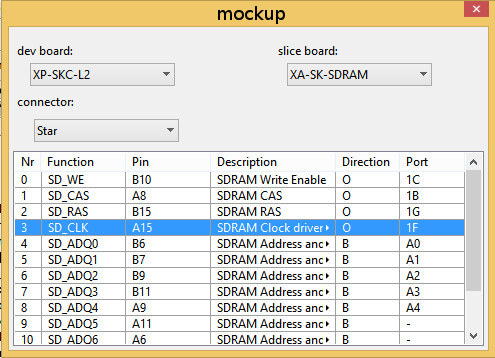 mockup
dev board: slice board:
XP-SKC-L2 XA-SK-SDRAM
connector:
Star
Nr Function Pin Description Direction Port
0 SD_WE B10 SDRAM Write Enable O 1C
1 SD_CAS A8 SDRAM CAS O 1B
2 SD_RAS B15 SDRAM RAS O 1G
3 SD_CLK A15 SDRAM Clock driver O 1F
4 SD_ADQ0 B6 SDRAM Address anc B A0
5 SD_ADQ1 B7 SDRAM Address anc B A1
6 SD_ADQ2 B9 SDRAM Address anc B A2
7 SD_ADQ3 B11 SDRAM Address anc B A3
8 SD_ADQ4 A9 SDRAM Address anc B A4
9 SD_ADQ5 A11 SDRAM Address anc B -
10 SD_ADQ6 A6 SDRAM Address anc B -